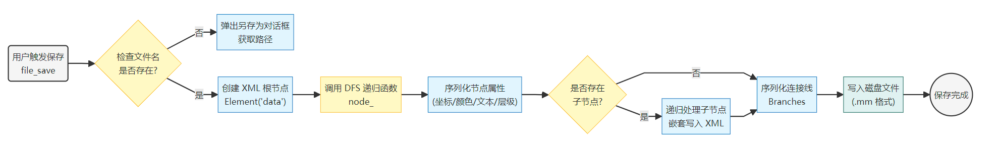 用户触发保存
file_save
检查文件名
是否存在?
否
弹出另存为对话框
获取路径
是
创建 XML 根节点
Element('data')
调用 DFS 递归函数
node_
序列化节点属性
(坐标/颜色/文本/层级)
是否存在
子节点?
否
是
递归处理子节点
嵌套写入 XML
序列化连接线
Branches
写入磁盘文件
(.mm 格式)
保存完成